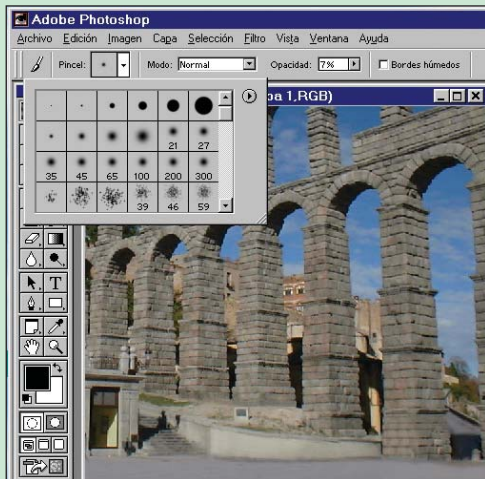 Adobe Photoshop
Archivo Edición Imagen Capa Selección Filtro Vista Ventana Ayuda
Pincel: Modo: Normal Opacidad: 7% Bordes húmedos
1,RGB)
21 27
35 45 65 100 200 300
39 46 59
T